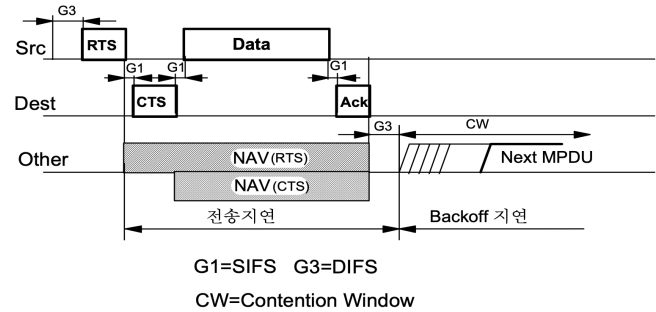 G3
Src RTS Data
G1 G1 G1
Dest CTS Ack
G3 CW
Other NAV(RTS) Next MPDU
NAV(CTS)
전송지연 Backoff 지연
G1=SIFS G3=DIFS
CW=Contention Window